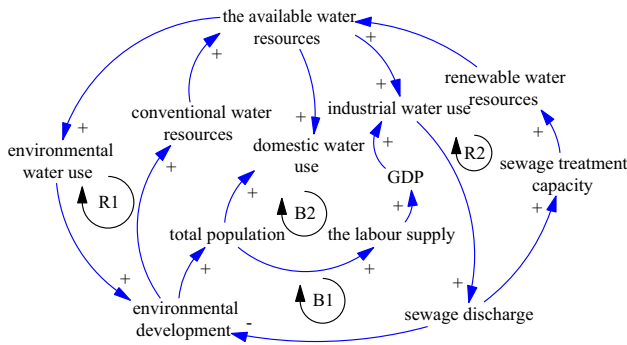 the available water
resources
+
+
renewable water
resources
conventional water
resources
industrial water use
+
+
+
+
environmental
water use
domestic water
use
+
R2
+
sewage treatment
capacity
+
GDP
R1
+
B2
+
+
total population
the labour supply
+
+
+
+
B1
+
environmental
development
-
sewage discharge